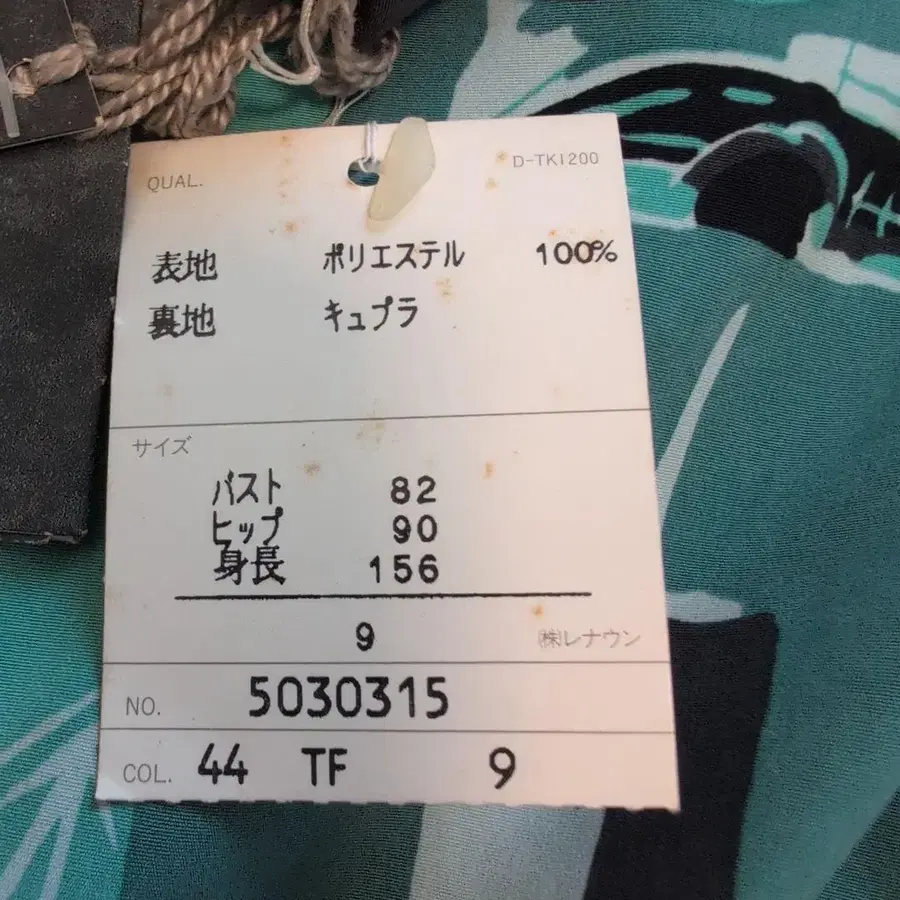 QUAL. D-TK1200
表地 ポリエステル 100%
裏地 キュプラ
サイズ
バスト 82
ヒップ 90
身長 156
9 ㈱レナウン
NO. 5030315
COL. 44 TF 9